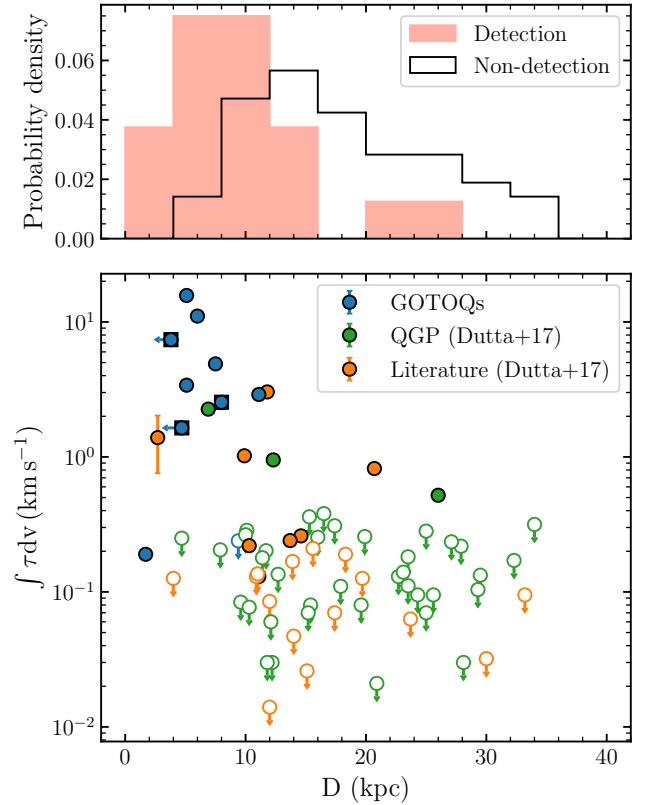 Probability density
0.06
0.04
0.02
0.00
Detection
Non-detection
∫ τdv (km s⁻¹)
10¹
10⁰
10⁻¹
10⁻²
GOTOQs
QGP (Dutta+17)
Literature (Dutta+17)
0 10 20 30 40
D (kpc)